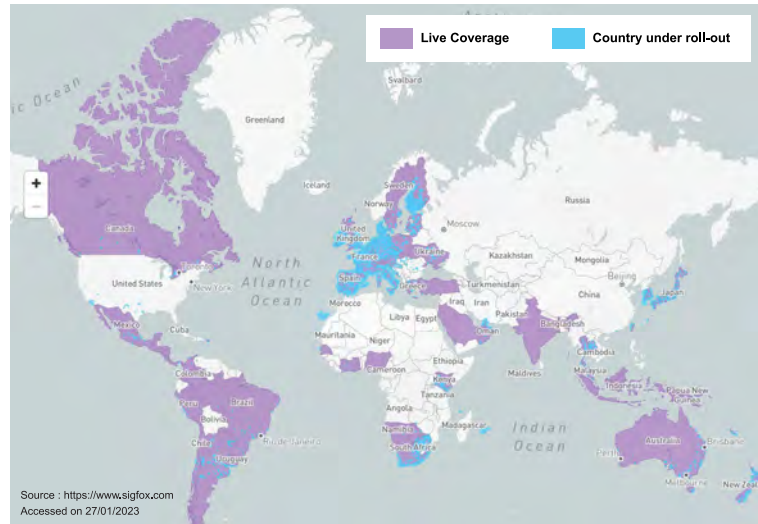 Live Coverage
Country under roll-out
ic Ocean
Svalbard
Greenland
Iceland
Sweden
Norway
Russia
Moscow
United
Kingdom
Canada
Ukraine
Kazakhstan
Mongolia
France
Toronto
North
Atlantic
Ocean
Beijing
United States
New York
Spain
Greece
Turkmenistan
Japan
China
Morocco
Iraq
Iran
Pakistan
Libya
Egypt
Mexico
Cuba
Oman
Bangladesh
Mauritania
Niger
Cambodia
Ethiopia
Colombia
Cameroon
Maldives
Malaysia
Kenya
Indonesia
Papua New
Guinea
Tanzania
Peru
Brazil
Angola
Bolivia
Madagascar
Indian
Ocean
Namibia
Chile
Rio de Janeiro
South Africa
Australia
Brisbane
Perth
Uruguay
Melbourne
New Zeal
Source : https://www.sigfox.com
Accessed on 27/01/2023